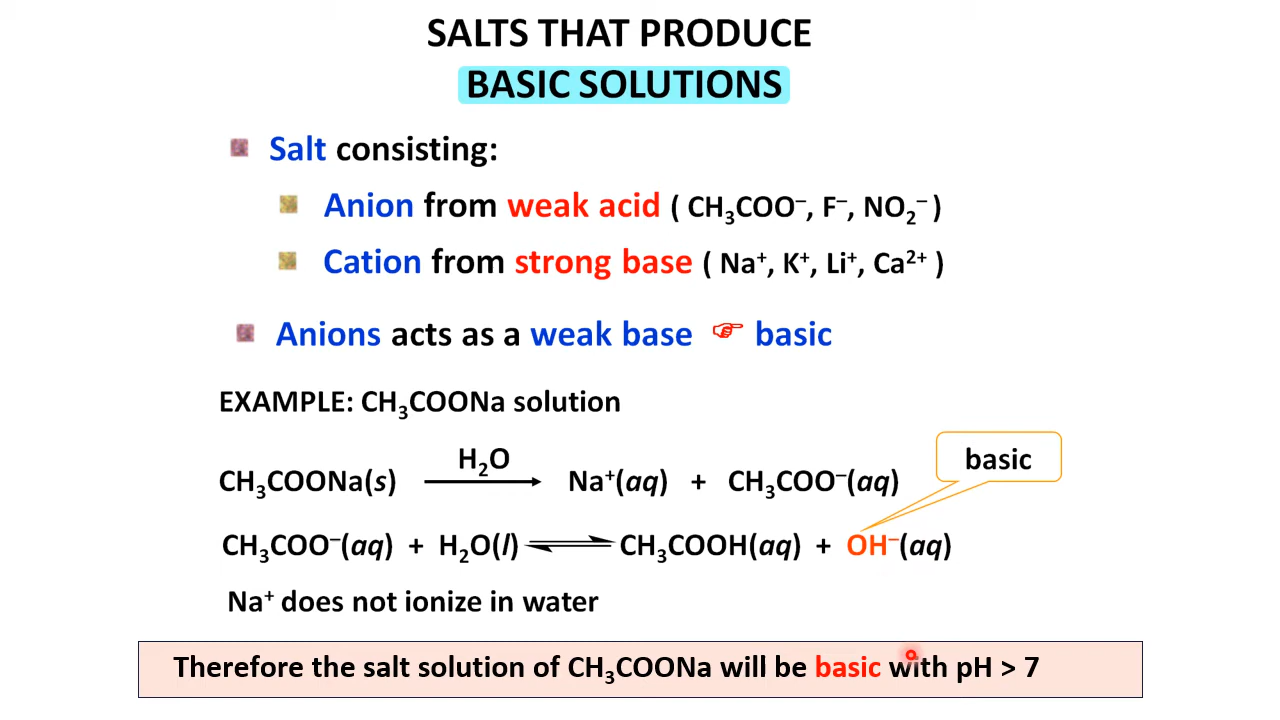 SALTS THAT PRODUCE
BASIC SOLUTIONS
Salt consisting:
Anion from weak acid ( CH₃COO⁻, F⁻, NO₂⁻ )
Cation from strong base ( Na⁺, K⁺, Li⁺, Ca²⁺ )
Anions acts as a weak base ☞ basic
EXAMPLE: CH₃COONa solution
basic
H₂O
CH₃COONa(s) ⟶ Na⁺(aq) + CH₃COO⁻(aq)
CH₃COO⁻(aq) + H₂O(l) ⇌ CH₃COOH(aq) + OH⁻(aq)
Na⁺ does not ionize in water
Therefore the salt solution of CH₃COONa will be basic with pH > 7